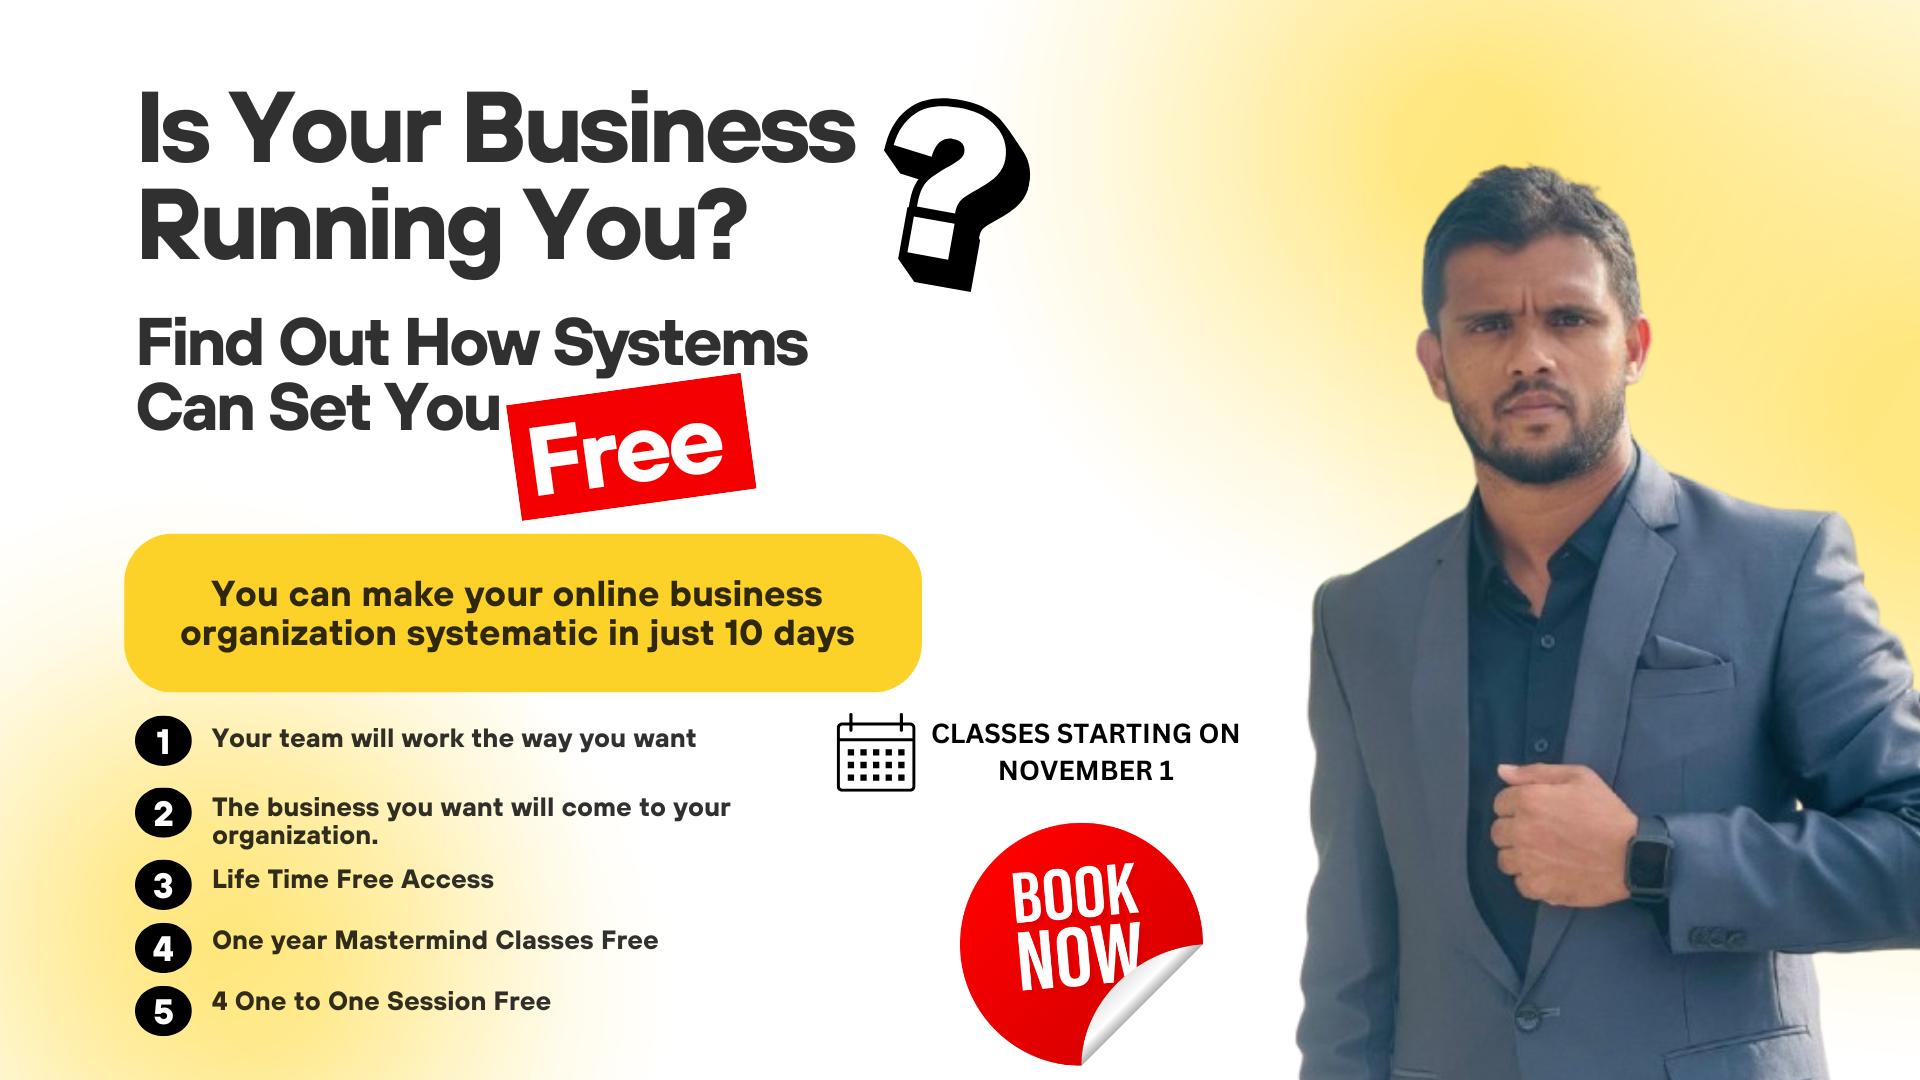 Is Your Business
Running You?
?
Find Out How Systems
Can Set You
Free
You can make your online business
organization systematic in just 10 days
1 Your team will work the way you want
2 The business you want will come to your
organization.
3 Life Time Free Access
4 One year Mastermind Classes Free
5 4 One to One Session Free
CLASSES STARTING ON
NOVEMBER 1
BOOK
NOW